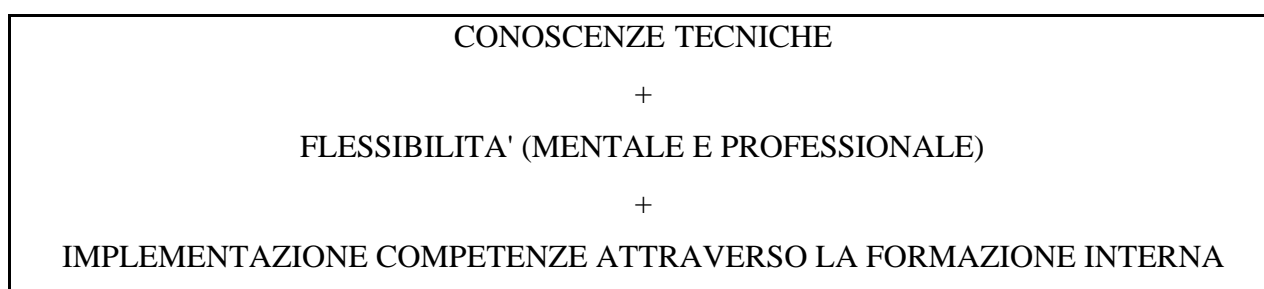 CONOSCENZE TECNICHE
+
FLESSIBILITA' (MENTALE E PROFESSIONALE)
+
IMPLEMENTAZIONE COMPETENZE ATTRAVERSO LA FORMAZIONE INTERNA